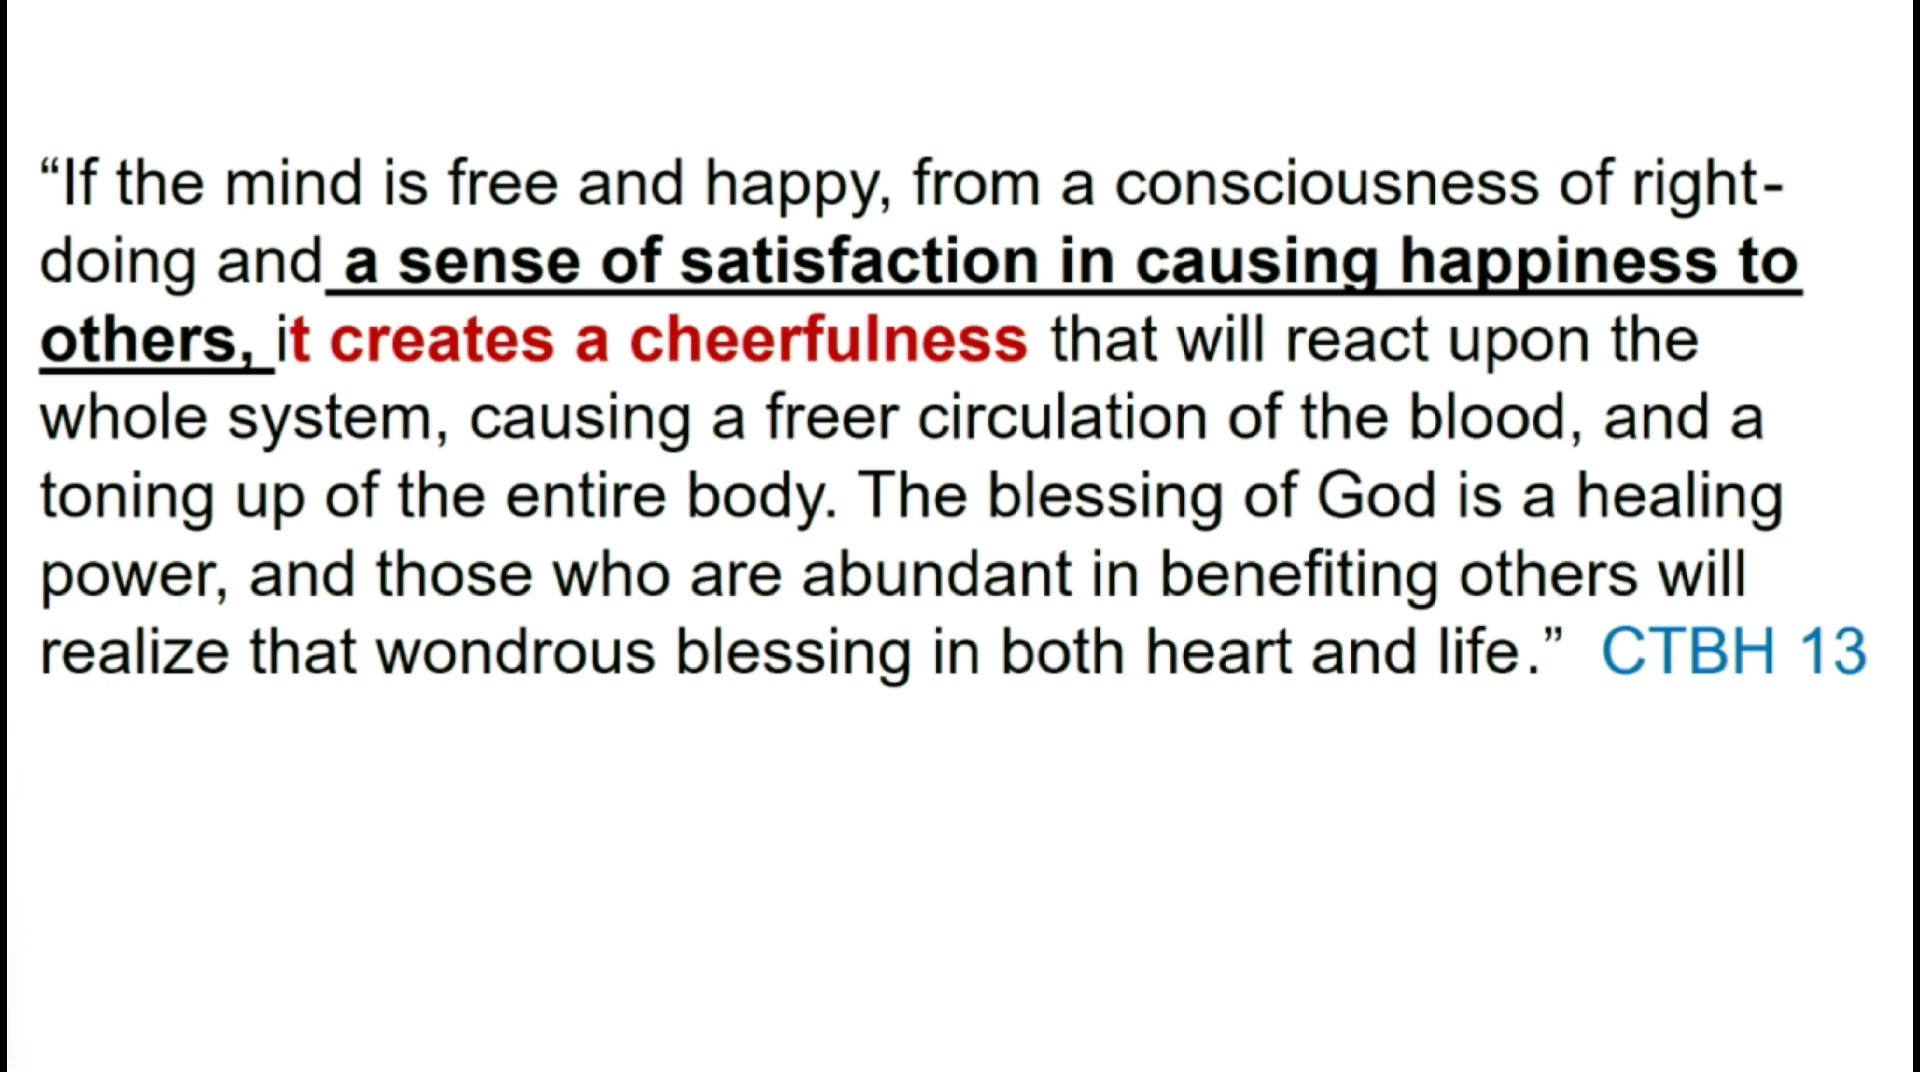 “If the mind is free and happy, from a consciousness of right-
doing and a sense of satisfaction in causing happiness to
others, it creates a cheerfulness that will react upon the
whole system, causing a freer circulation of the blood, and a
toning up of the entire body. The blessing of God is a healing
power, and those who are abundant in benefiting others will
realize that wondrous blessing in both heart and life.” CTBH 13